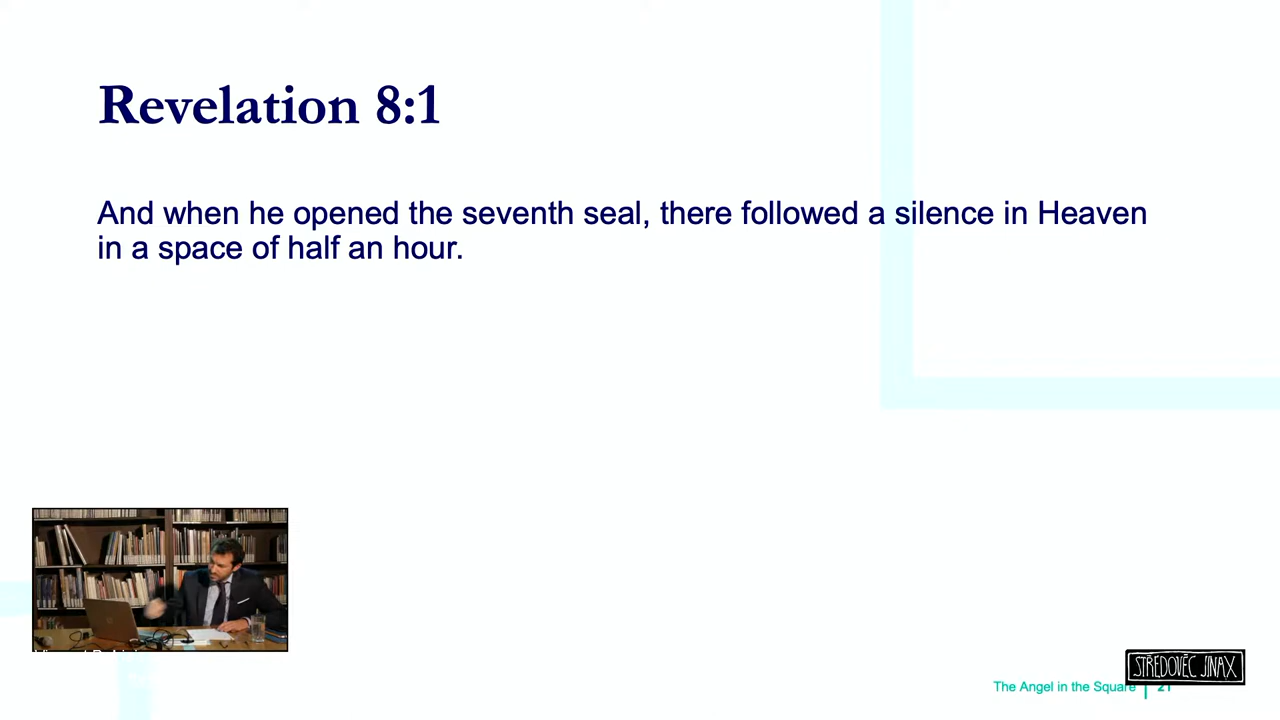 Revelation 8:1
And when he opened the seventh seal, there followed a silence in Heaven
in a space of half an hour.
STŘEDOVĚC JINAX
The Angel in the Square 21